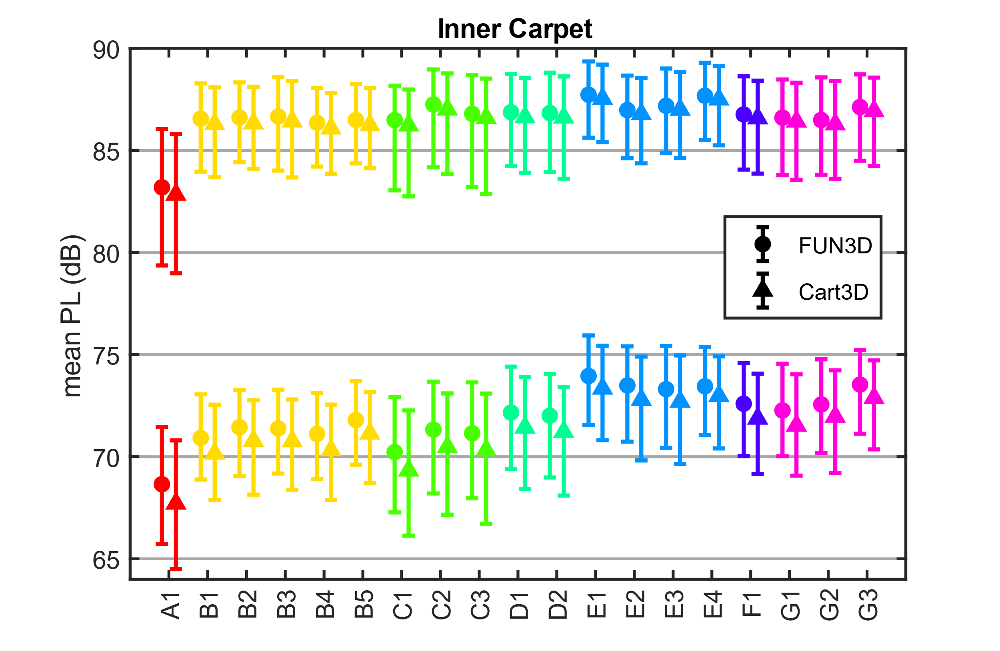 Inner Carpet
mean PL (dB)
90
85
80
75
70
65
FUN3D
Cart3D
A1
B1
B2
B3
B4
B5
C1
C2
C3
D1
D2
E1
E2
E3
E4
F1
G1
G2
G3